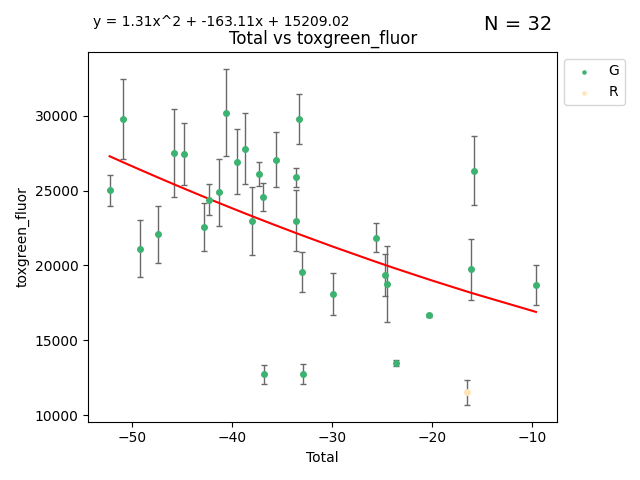 y = 1.31x^2 + -163.11x + 15209.02
N = 32
Total vs toxgreen_fluor
G
R
30000
25000
20000
15000
10000
toxgreen_fluor
−50
−40
−30
−20
−10
Total